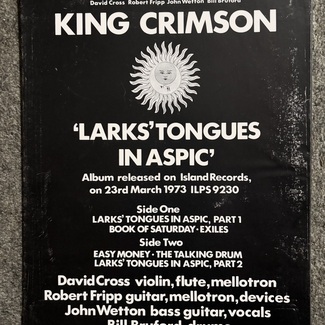 David Cross Robert Fripp John Wetton Bill Bruford
KING CRIMSON
'LARKS' TONGUES
IN ASPIC'
Album released on Island Records,
on 23rd March 1973 ILPS 9230
Side One
LARKS' TONGUES IN ASPIC, PART 1
BOOK OF SATURDAY · EXILES
Side Two
EASY MONEY · THE TALKING DRUM
LARKS' TONGUES IN ASPIC, PART 2
David Cross violin, flute, mellotron
Robert Fripp guitar, mellotron, devices
John Wetton bass guitar, vocals
Bill Bruford drums